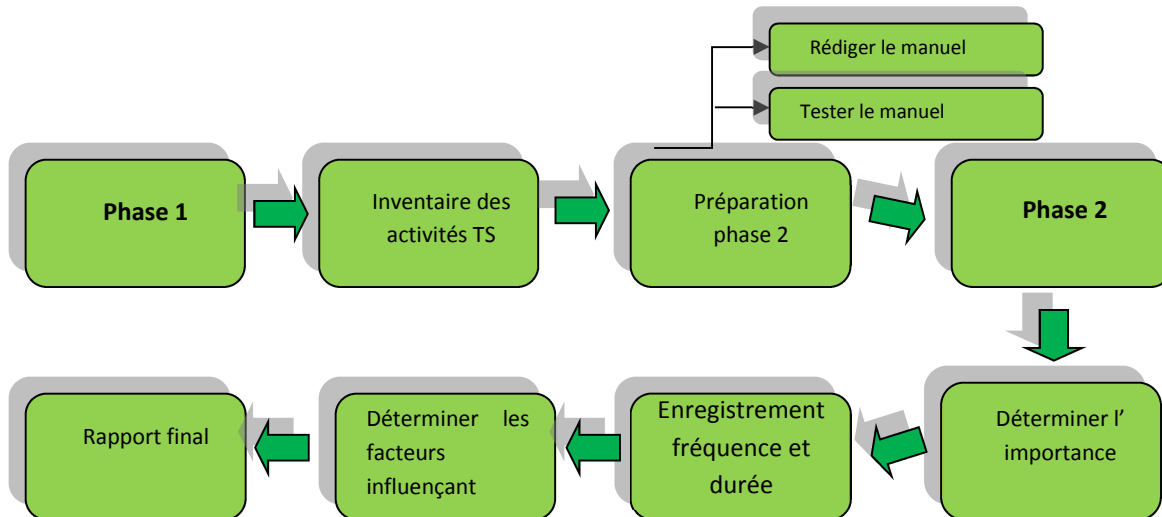 Rédiger le manuel
Tester le manuel
Phase 1
Inventaire des
activités TS
Préparation
phase 2
Phase 2
Déterminer l’
importance
Enregistrement
fréquence et
durée
Déterminer les
facteurs
influençant
Rapport final